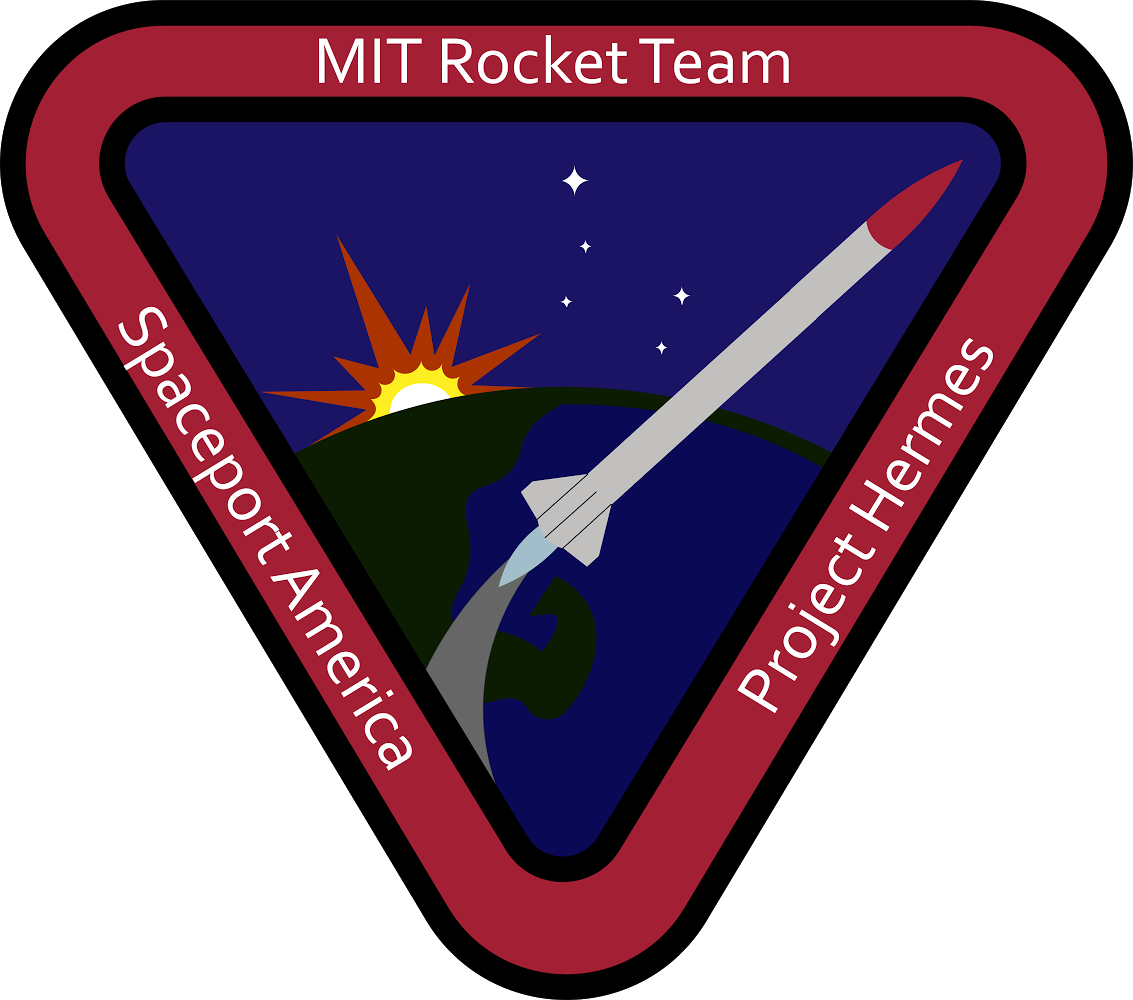 MIT Rocket Team
Spaceport America
Project Hermes